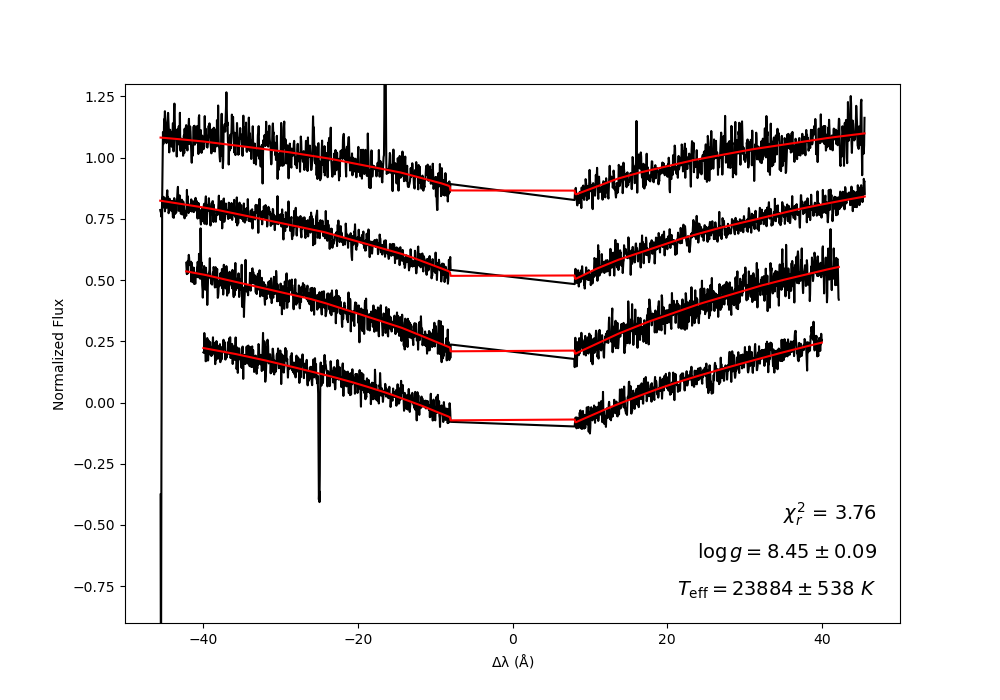 1.25
1.00
0.75
0.50
0.25
0.00
−0.25
−0.50
−0.75
Normalized Flux
χ²ᵣ = 3.76
log g = 8.45 ± 0.09
T_eff = 23884 ± 538 K
−40 −20 0 20 40
Δλ (Å)